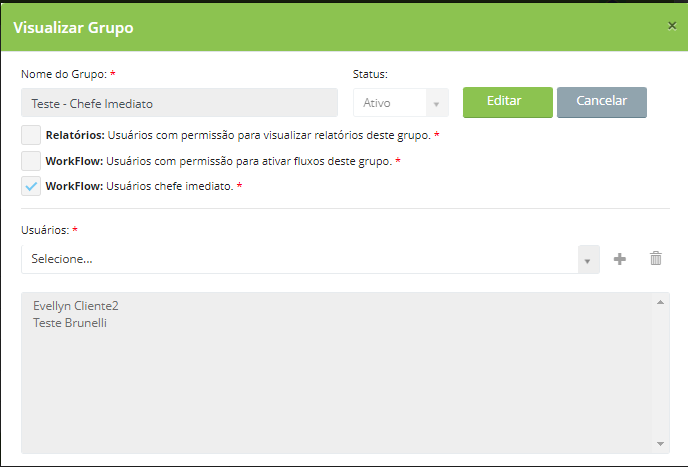 Visualizar Grupo
×
Nome do Grupo: *
Status:
Teste - Chefe Imediato
Ativo
Editar
Cancelar
Relatórios: Usuários com permissão para visualizar relatórios deste grupo. *
WorkFlow: Usuários com permissão para ativar fluxos deste grupo. *
WorkFlow: Usuários chefe imediato. *
Usuários: *
Selecione...
Evellyn Cliente2
Teste Brunelli